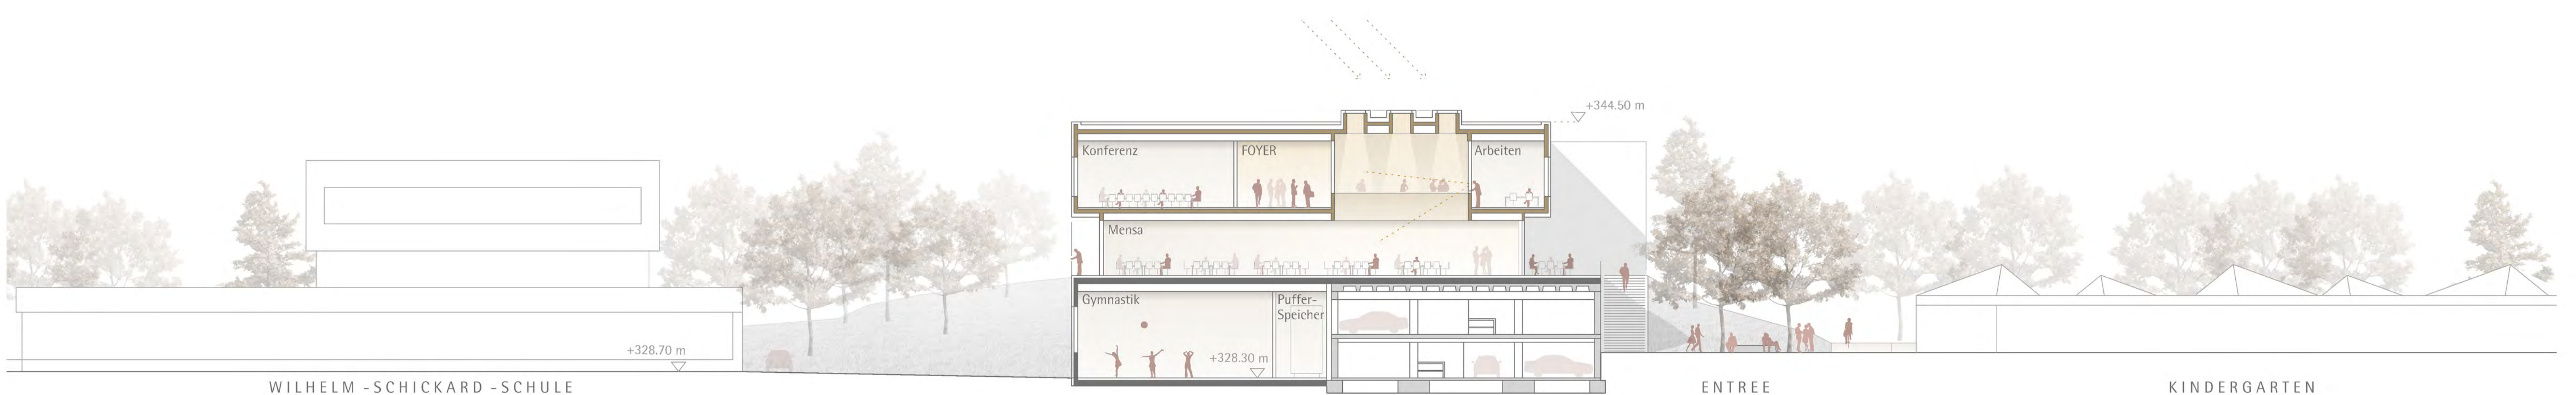 +344.50 m
Konferenz
FOYER
Arbeiten
Mensa
Gymnastik
Puffer-
Speicher
+328.70 m
+328.30 m
WILHELM -SCHICKARD -SCHULE
ENTREE
KINDERGARTEN